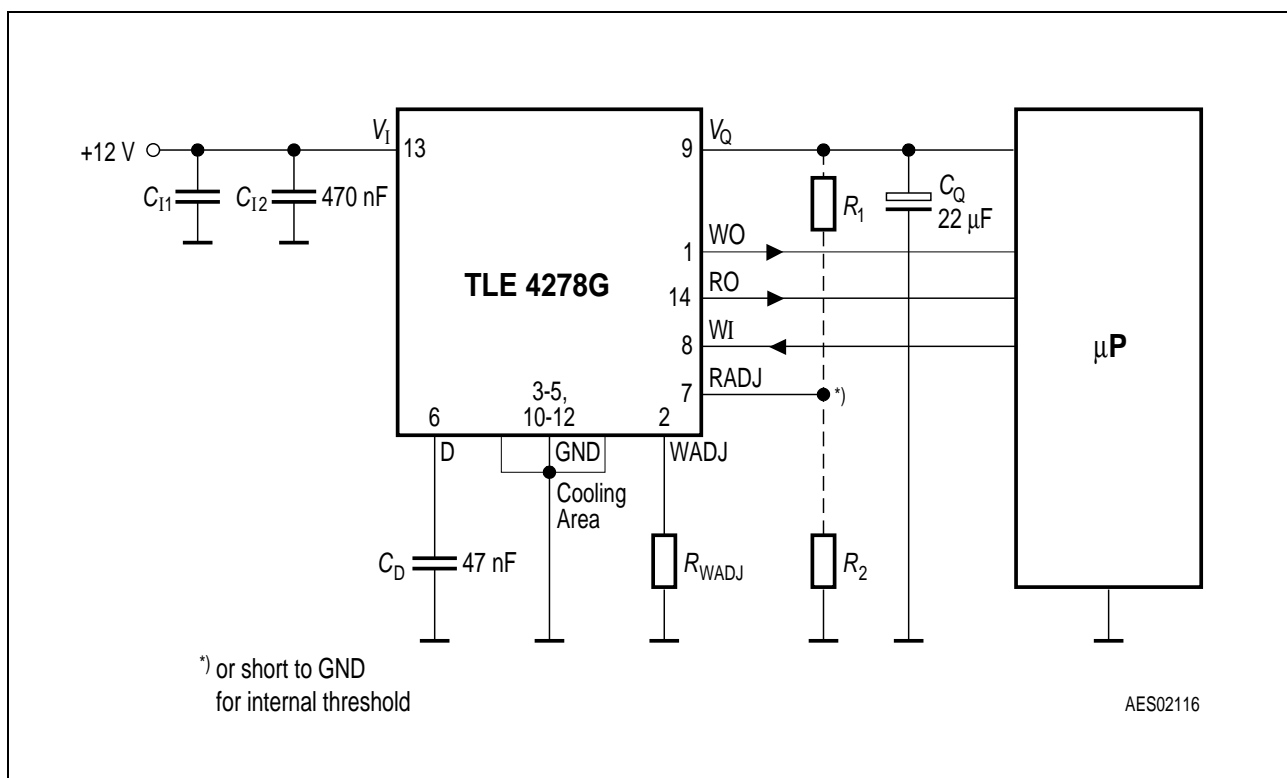 +12 V
C_I1
C_I2
470 nF
V_I
13
TLE 4278G
9
V_Q
1
WO
14
RO
8
WI
7
RADJ
3-5,
10-12
6
D
GND
2
WADJ
Cooling
Area
C_D
47 nF
R_WADJ
R_1
R_2
C_Q
22 µF
*)
µP
*) or short to GND
for internal threshold
AES02116